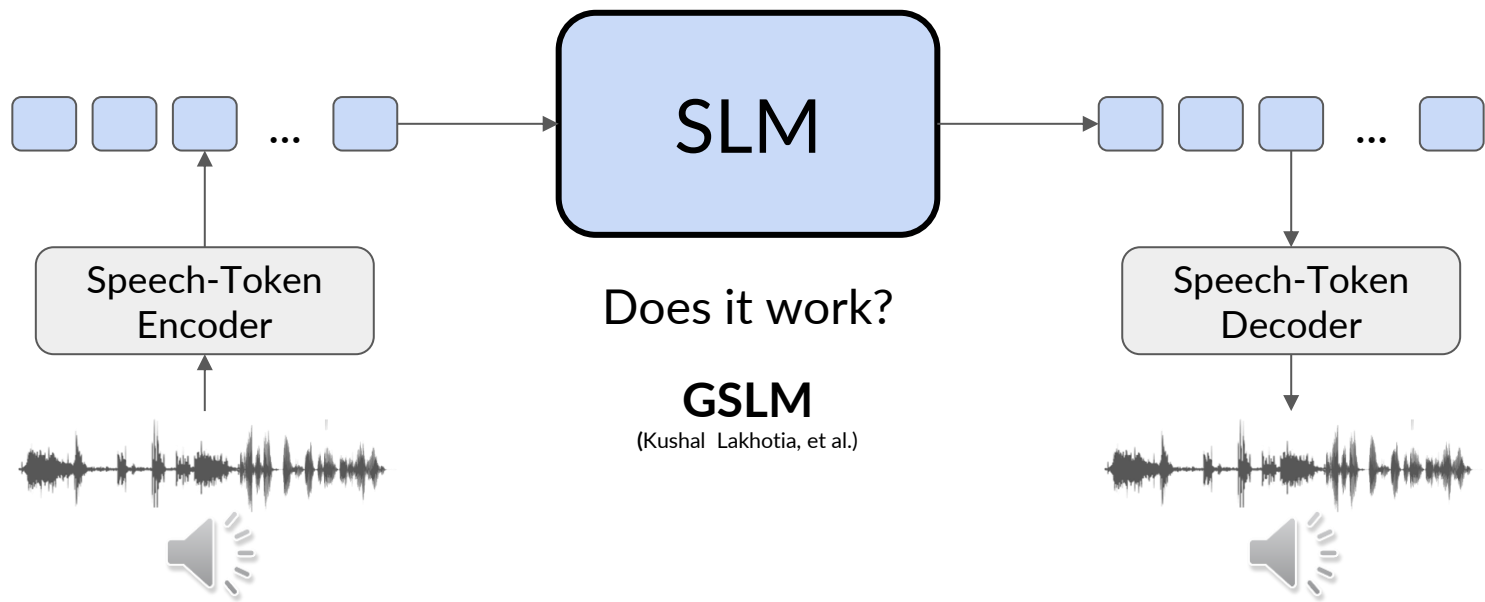 ...
SLM
...
Speech-Token
Encoder
Does it work?
Speech-Token
Decoder
GSLM
(Kushal Lakhotia, et al.)